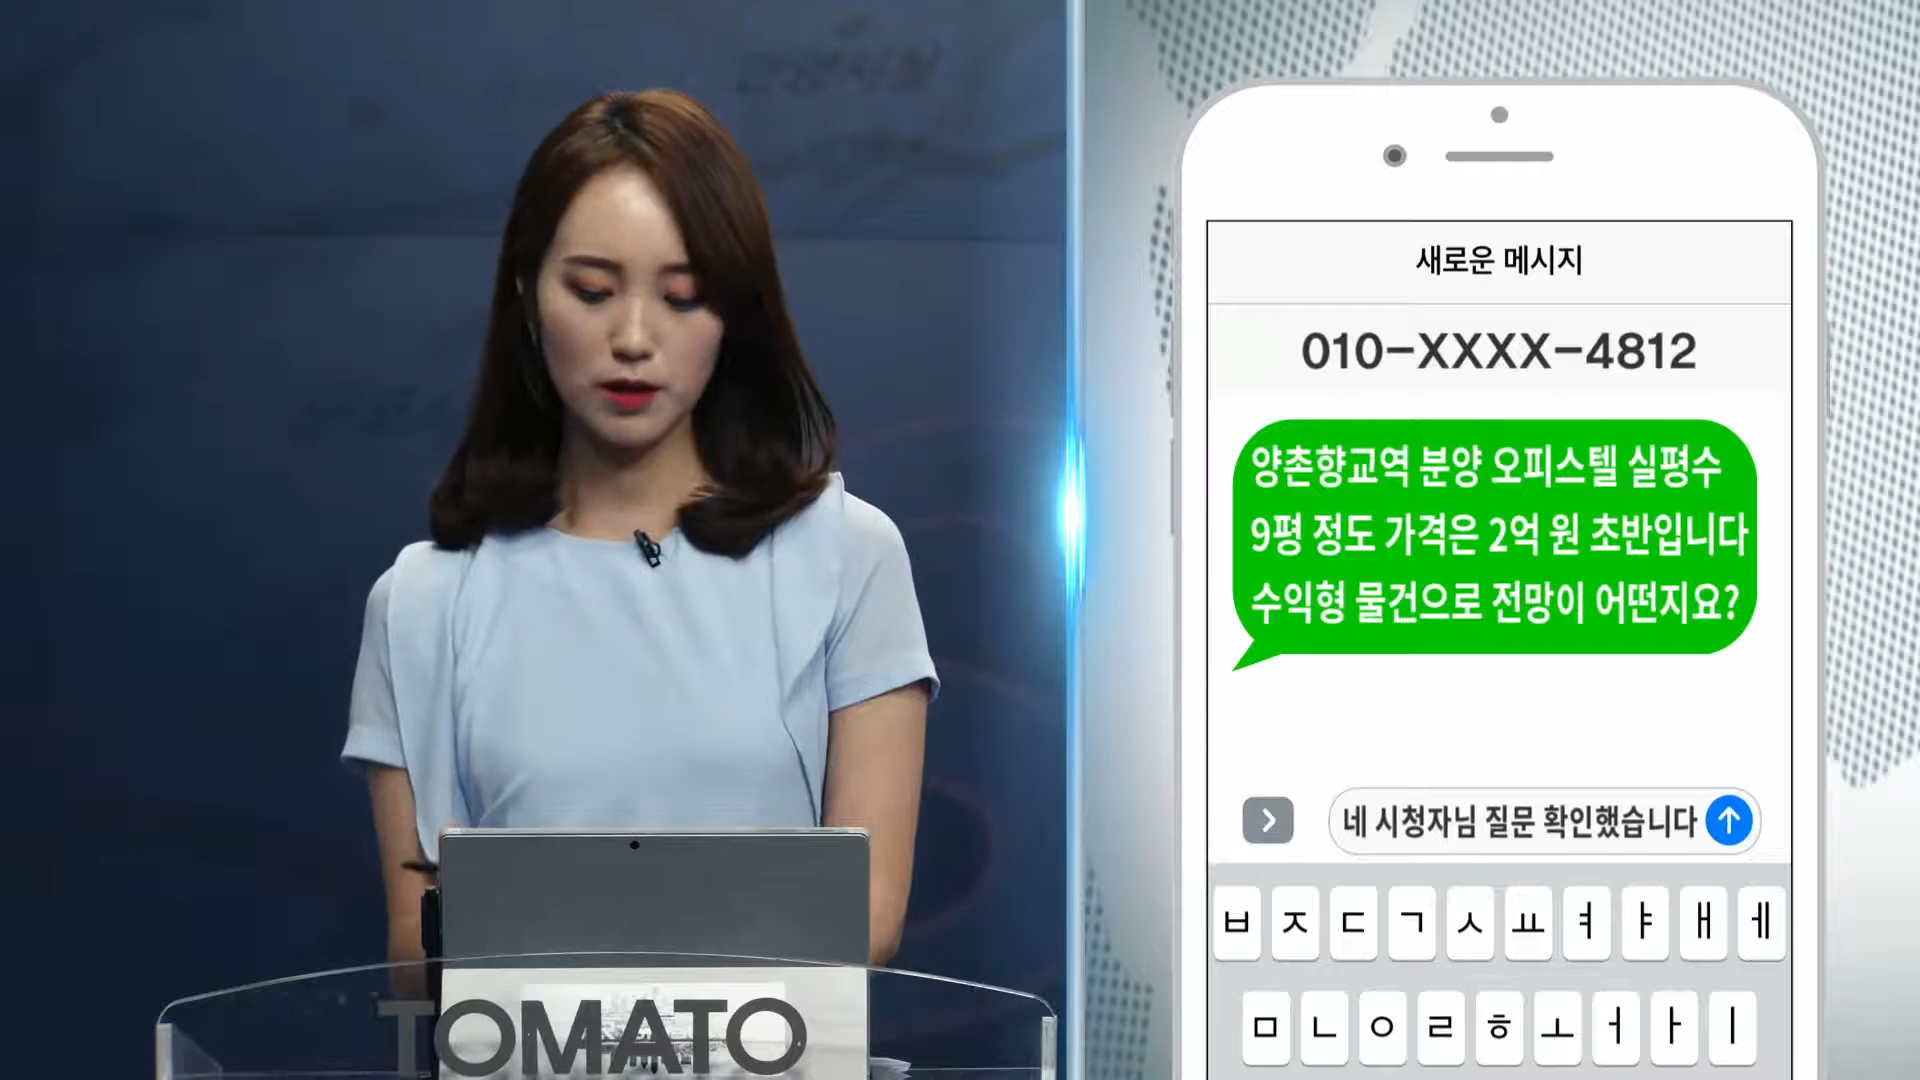 새로운 메시지
010-XXXX-4812
양촌향교역 분양 오피스텔 실평수
9평 정도 가격은 2억 원 초반입니다
수익형 물건으로 전망이 어떤지요?
네 시청자님 질문 확인했습니다
ㅂ ㅈ ㄷ ㄱ ㅅ ㅛ ㅕ ㅑ ㅐ ㅔ
ㅁ ㄴ ㅇ ㄹ ㅎ ㅗ ㅓ ㅏ ㅣ
TOMATO